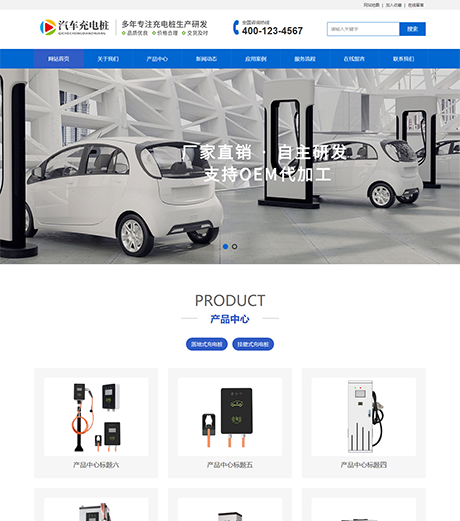 网站地图 | 加入收藏 | 在线留言
汽车充电桩
多年专注充电桩生产研发
品质优良 价格合理 交货及时
全国咨询热线
400-123-4567
请输入关键字
搜索
网站首页 关于我们 产品中心 新闻动态 应用案例 服务流程 在线留言 联系我们
厂家直销 · 自主研发
支持OEM代加工
PRODUCT
产品中心
落地式充电桩 挂壁式充电桩
产品中心标题六 产品中心标题五 产品中心标题四